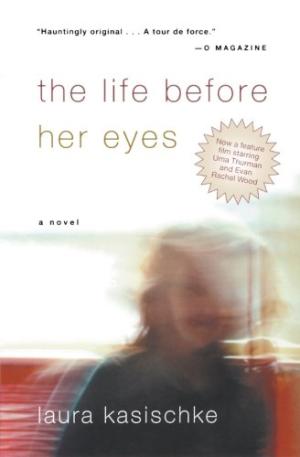 “Hauntingly original . . . A tour de force.”
—O MAGAZINE
the life before
her eyes
Now a feature
film starring
Uma Thurman
and Evan
Rachel Wood
a novel
laura kasischke